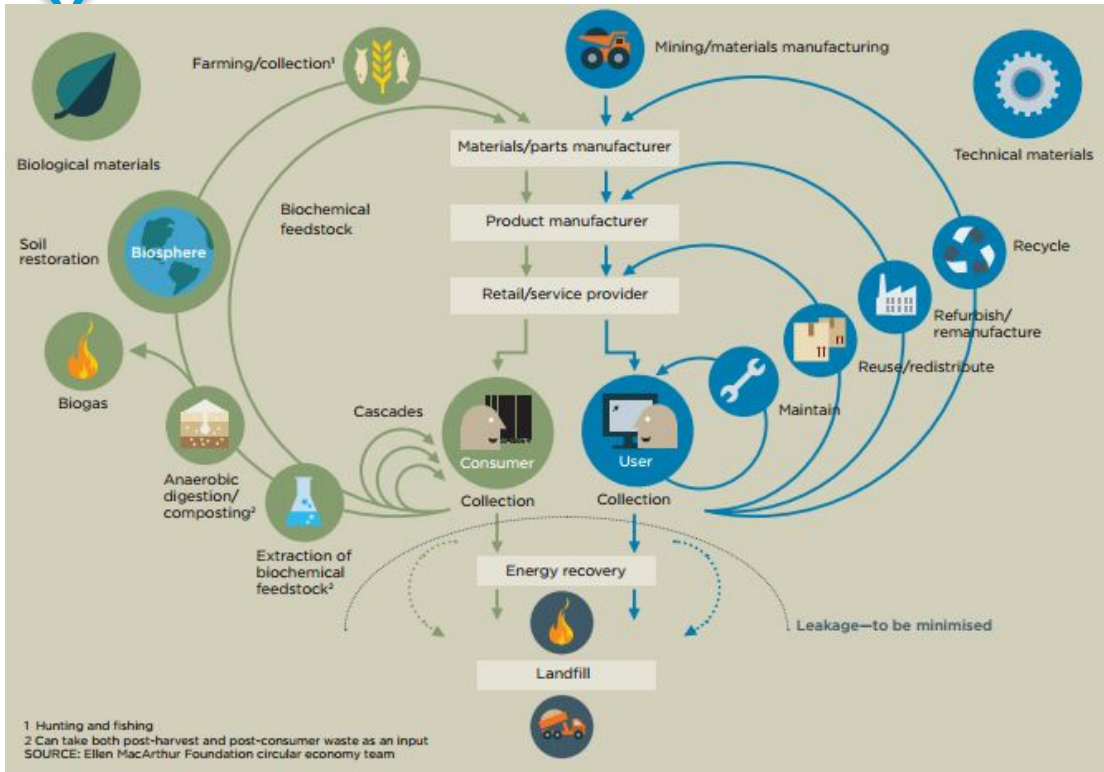 Farming/collection¹
Mining/materials manufacturing
Biological materials
Technical materials
Materials/parts manufacturer
Biochemical
feedstock
Product manufacturer
Soil
restoration
Biosphere
Recycle
Retail/service provider
Refurbish/
remanufacture
Biogas
Reuse/redistribute
Cascades
Maintain
Consumer
User
Anaerobic
digestion/
composting²
Collection
Collection
Extraction of
biochemical
feedstock²
Energy recovery
Leakage—to be minimised
Landfill
1 Hunting and fishing
2 Can take both post-harvest and post-consumer waste as an input
SOURCE: Ellen MacArthur Foundation circular economy team